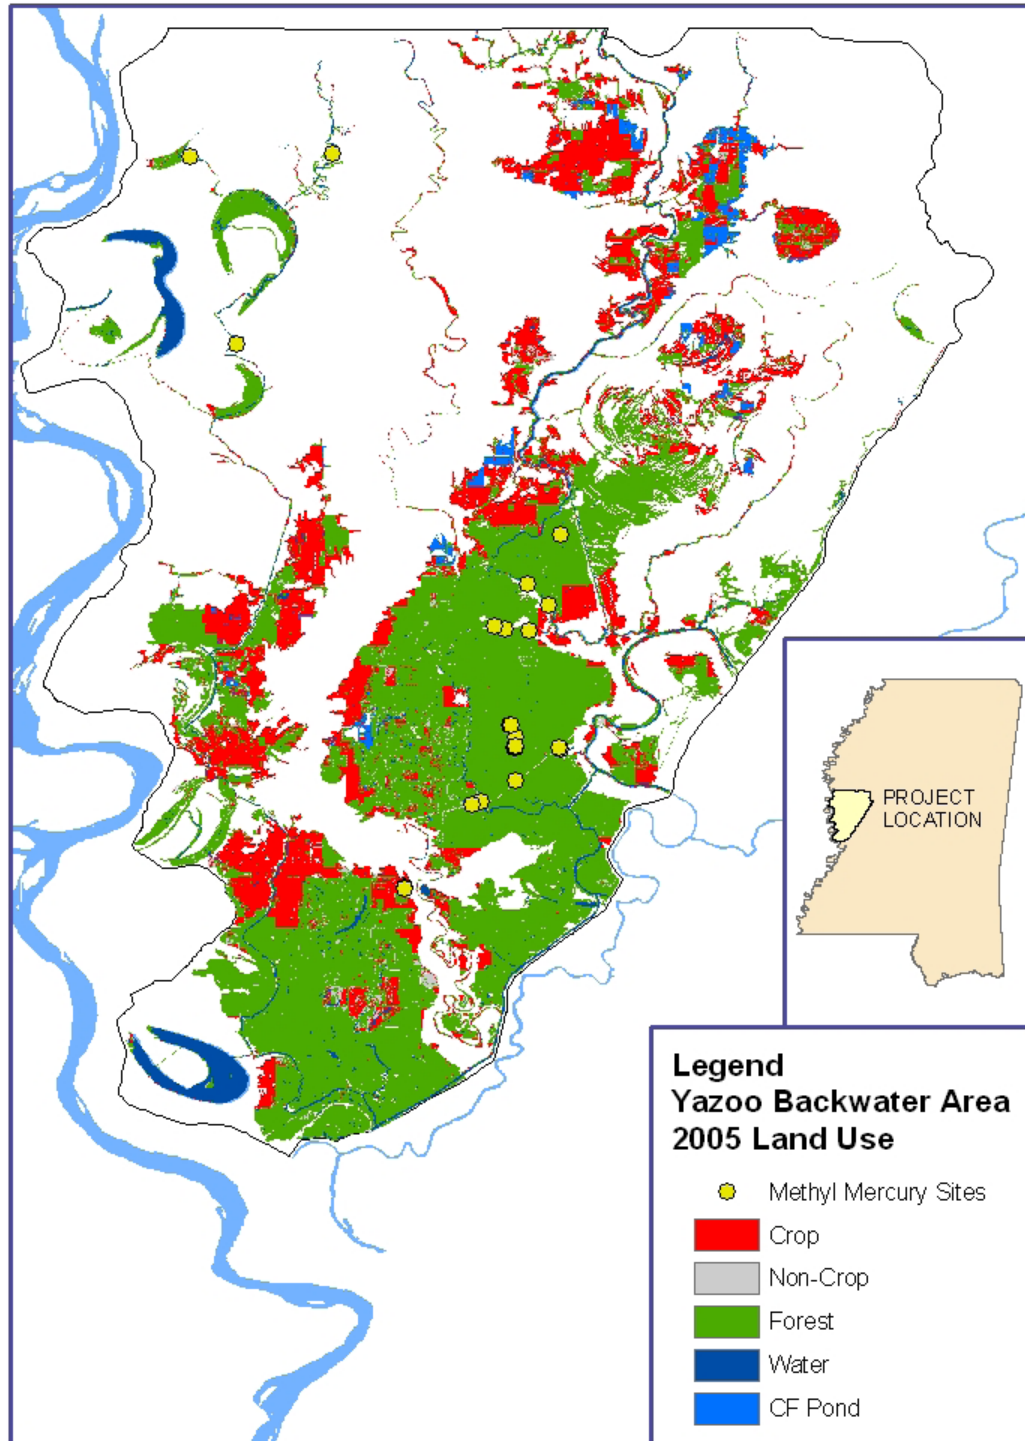 PROJECT
LOCATION
Legend
Yazoo Backwater Area
2005 Land Use
Methyl Mercury Sites
Crop
Non-Crop
Forest
Water
CF Pond